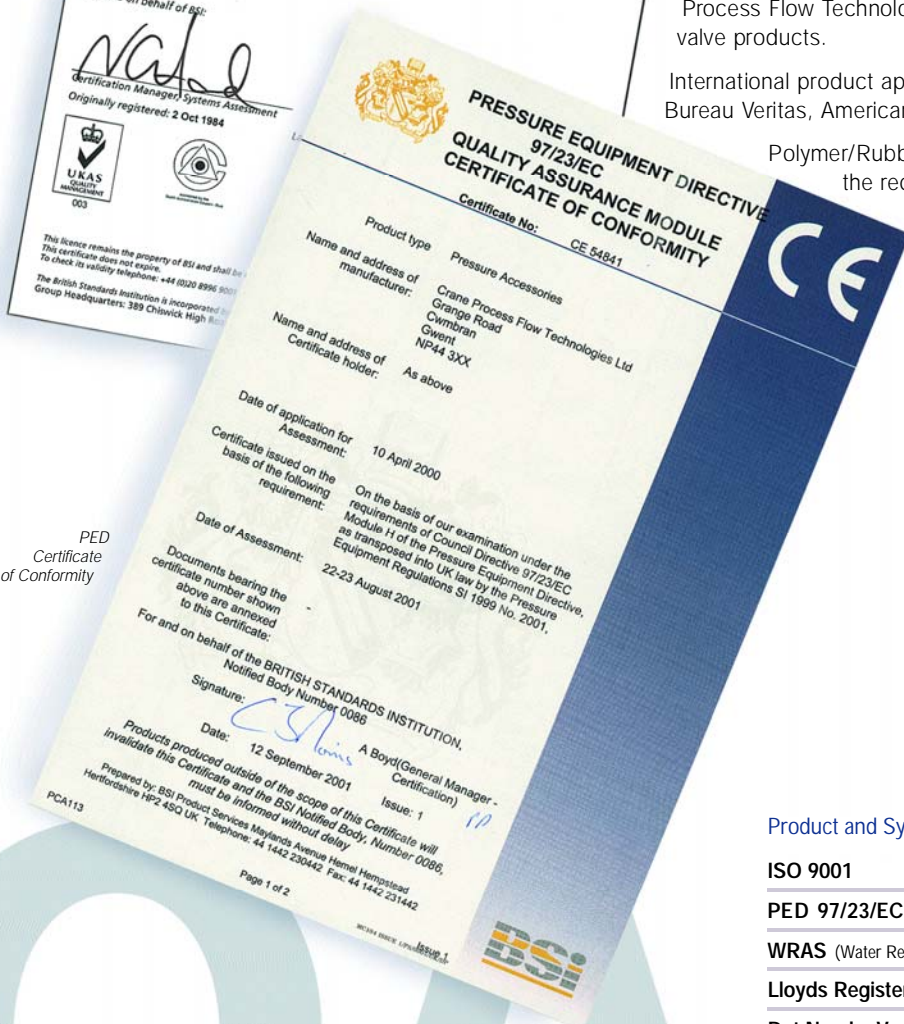 on behalf of BSI:
Certification Manager, Systems Assessment
Originally registered: 2 Oct 1984
UKAS
QUALITY
MANAGEMENT
003
This licence remains the property of BSI and shall be
This certificate does not expire.
To check its validity telephone: +44 (0)20 8996 9001
The British Standards Institution is incorporated by
Group Headquarters: 389 Chiswick High Ro
Process Flow Technolo
valve products.
International product ap
Bureau Veritas, American
Polymer/Rubb
the rec
PRESSURE EQUIPMENT DIRECTIVE
97/23/EC
QUALITY ASSURANCE MODULE
CERTIFICATE OF CONFORMITY
CE
Certificate No: CE 54841
Product type Pressure Accessories
Name and address of
manufacturer:
Crane Process Flow Technologies Ltd
Grange Road
Cwmbran
Gwent
NP44 3XX
Name and address of
Certificate holder: As above
Date of application for
Assessment: 10 April 2000
Certificate issued on the
basis of the following
requirement:
On the basis of our examination under the
requirements of Council Directive 97/23/EC
Module H of the Pressure Equipment Directive,
as transposed into UK law by the Pressure
Equipment Regulations SI 1999 No. 2001,
Date of Assessment: 22-23 August 2001
Documents bearing the
certificate number shown
above are annexed
to this Certificate: -
For and on behalf of the BRITISH STANDARDS INSTITUTION,
Notified Body Number 0086
Signature:
A Boyd(General Manager -
Certification)
Date: 12 September 2001
Issue: 1
PP
Products produced outside of the scope of this Certificate will
invalidate this Certificate and the BSI Notified Body, Number 0086,
must be informed without delay
Prepared by: BSI Product Services Maylands Avenue Hemel Hempstead
Hertfordshire HP2 4SQ UK Telephone: 44 1442 230442 Fax: 44 1442 231442
PCA113
Page 1 of 2
Issue 1
BSi
PED
Certificate
of Conformity
Product and Sy
ISO 9001
PED 97/23/EC
WRAS (Water Re
Lloyds Register